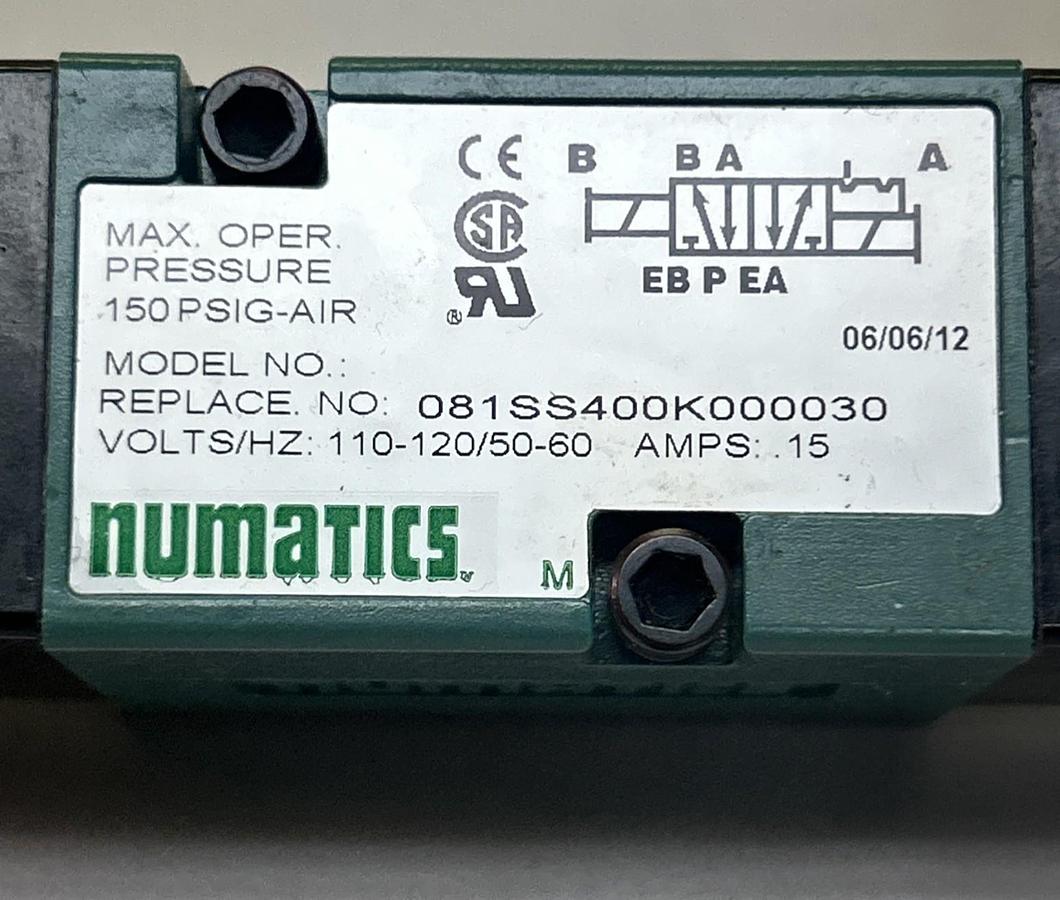 CE
SA
B B A A
EB P EA
MAX. OPER.
PRESSURE
150 PSIG-AIR
06/06/12
MODEL NO.:
REPLACE. NO: 081SS400K000030
VOLTS/HZ: 110-120/50-60 AMPS: .15
numatics
M